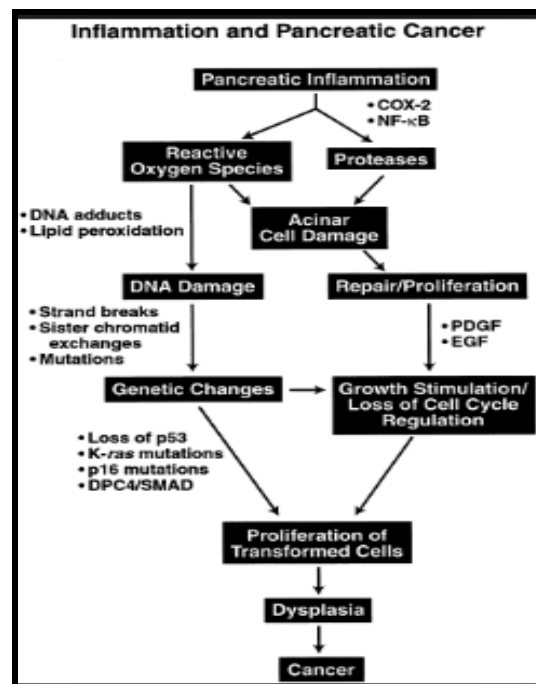 Inflammation and Pancreatic Cancer
Pancreatic Inflammation
• COX-2
• NF-κB
Reactive
Oxygen Species
Proteases
• DNA adducts
• Lipid peroxidation
Acinar
Cell Damage
DNA Damage
Repair/Proliferation
• Strand breaks
• Sister chromatid
exchanges
• Mutations
• PDGF
• EGF
Genetic Changes
Growth Stimulation/
Loss of Cell Cycle
Regulation
• Loss of p53
• K-ras mutations
• p16 mutations
• DPC4/SMAD
Proliferation of
Transformed Cells
Dysplasia
Cancer